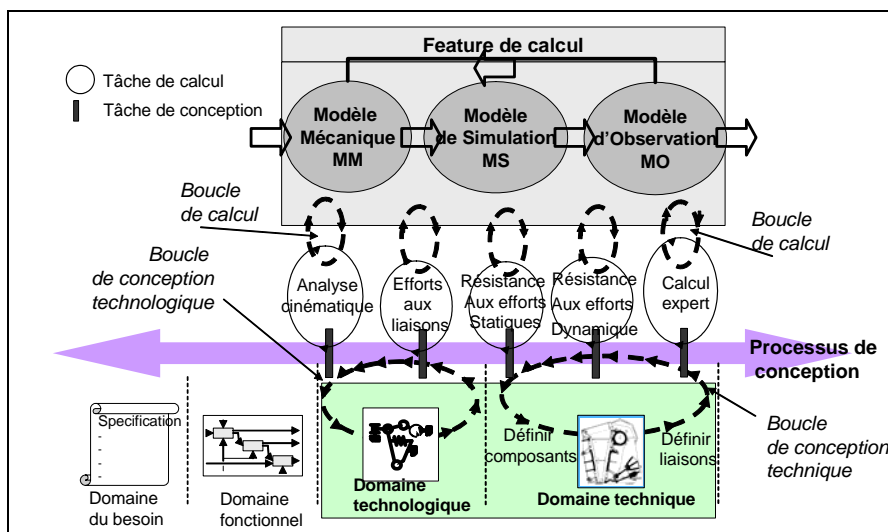 Feature de calcul
Tâche de calcul
Tâche de conception
Modèle
Mécanique
MM
Modèle
de Simulation
MS
Modèle
d'Observation
MO
Boucle
de calcul
Boucle
de calcul
Boucle
de conception
technologique
Analyse
cinématique
Efforts
aux
liaisons
Résistance
Aux efforts
Statiques
Résistance
Aux efforts
Dynamique
Calcul
expert
Processus de
conception
Specification
-
-
-
Définir
composants
Définir
liaisons
Boucle
de conception
technique
Domaine
du besoin
Domaine
fonctionnel
Domaine
technologique
Domaine technique